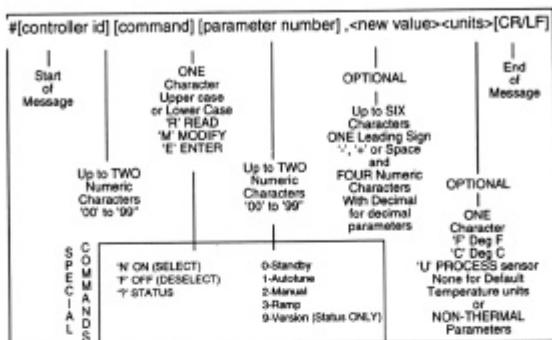 #[controller id] [command] [parameter number] ,<new value><units>[CR/LF]
Start
of
Message
ONE
Character
Upper case
or Lower Case
'R' READ
'M' MODIFY
'E' ENTER
OPTIONAL
Up to SIX
Characters
ONE Leading Sign
'-', '+' or Space
and
FOUR Numeric
Characters
With Decimal
for decimal
parameters
End
of
Message
Up to TWO
Numeric
Characters
'00' to '99"
Up to TWO
Numeric
Characters
'00' to '99"
OPTIONAL
ONE
Character
'F' Deg F
'C' Deg C
'U' PROCESS sensor
None for Default
Temperature units
or
NON-THERMAL
Parameters
SPECIAL
COMMANDS
'N' ON (SELECT)
'F' OFF (DESELECT)
'?' STATUS
0-Standby
1-Autotune
2-Manual
3-Ramp
9-Version (Status ONLY)